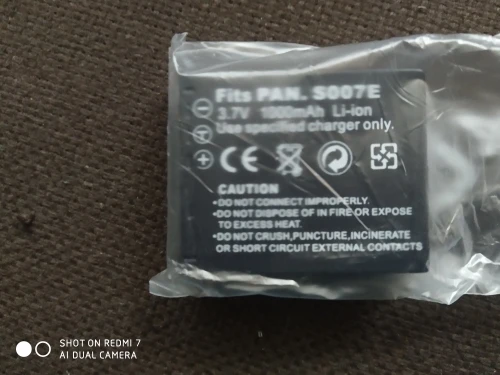 Fits PAN. S007E
3.7V 1000mAh Li-ion
Use specified charger only.
CE
CAUTION
•DO NOT CONNECT IMPROPERLY.
•DO NOT DISPOSE OF IN FIRE OR EXPOSE
TO EXCESS HEAT.
•DO NOT CRUSH,PUNCTURE,INCINERATE
OR SHORT CIRCUIT EXTERNAL CONTACTS
SHOT ON REDMI 7
AI DUAL CAMERA